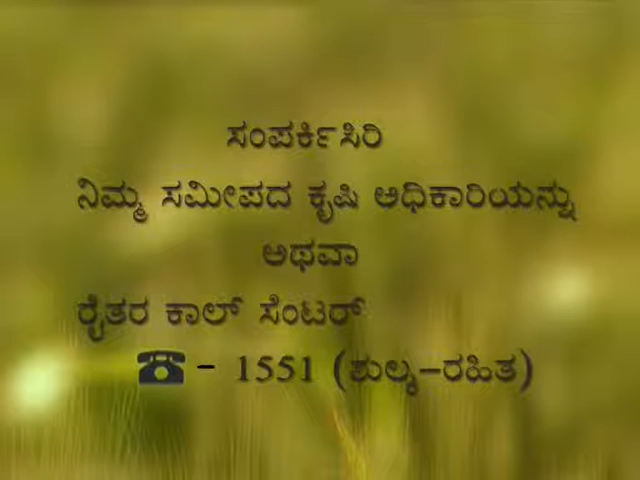 ಸಂಪರ್ಕಿಸಿರಿ
ನಿಮ್ಮ ಸಮೀಪದ ಕೃಷಿ ಅಧಿಕಾರಿಯನ್ನು
ಅಥವಾ
ರೈತರ ಕಾಲ್ ಸೆಂಟರ್
☎ - 1551 (ಶುಲ್ಕ-ರಹಿತ)